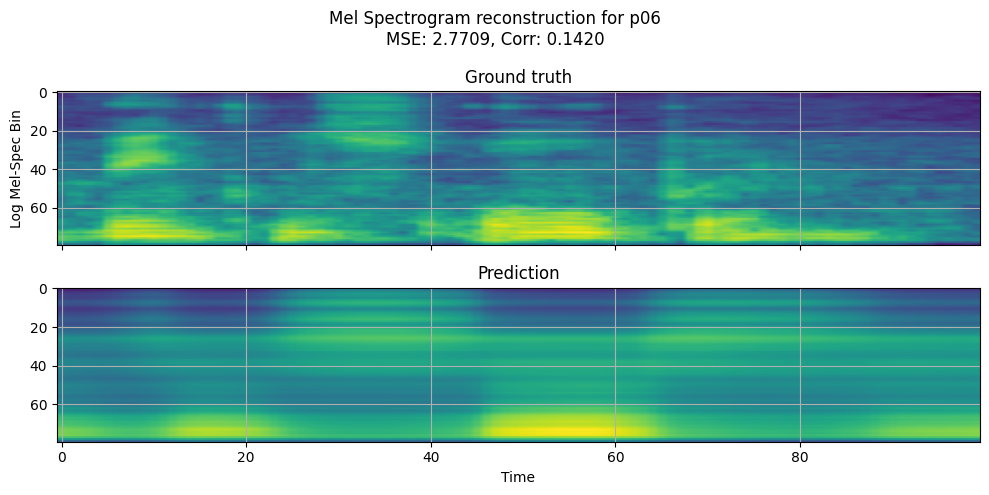 Mel Spectrogram reconstruction for p06
MSE: 2.7709, Corr: 0.1420
Ground truth
Log Mel-Spec Bin
0
20
40
60
Prediction
0
20
40
60
0 20 40 60 80
Time